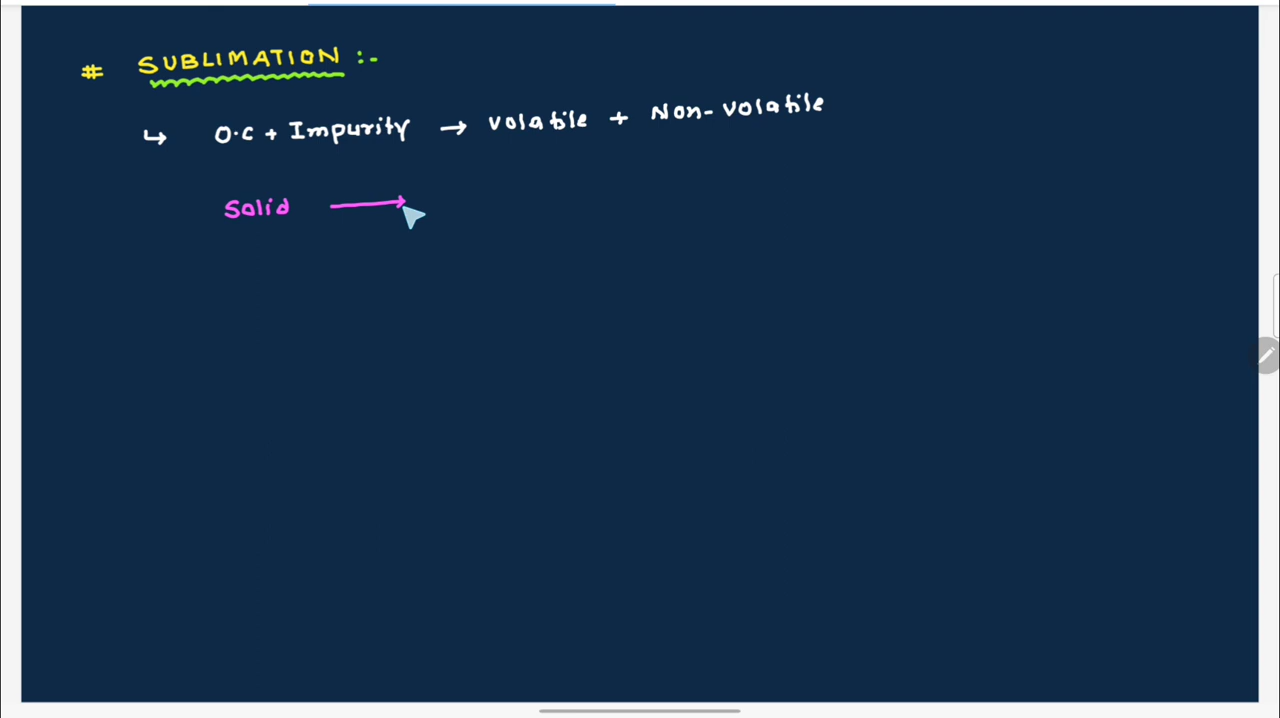 # SUBLIMATION :-
↳ O.C + Impurity → Volatile + Non-volatile
Solid →